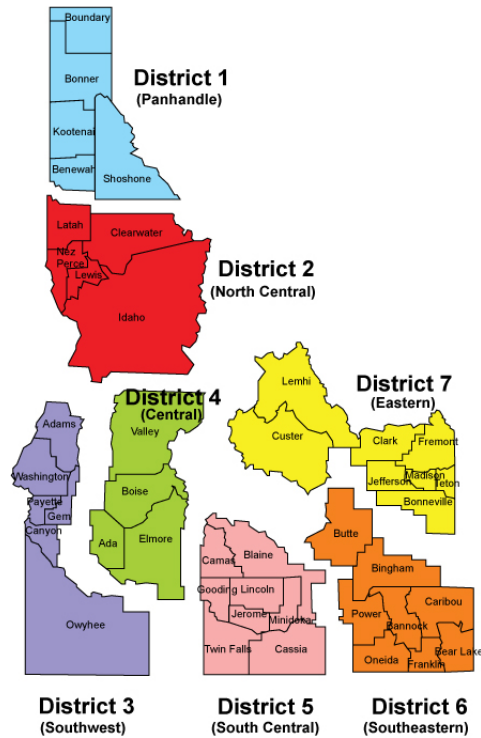 Boundary
Bonner
District 1
(Panhandle)
Kootenai
Benewah
Shoshone
Latah
Clearwater
Nez
Perce
Lewis
District 2
(North Central)
Idaho
District 4
(Central)
Adams
Valley
Washington
Boise
Payette
Gem
Canyon
Ada
Elmore
Owyhee
District 3
(Southwest)
Lemhi
District 7
(Eastern)
Custer
Clark
Fremont
Madison
Jefferson
Teton
Bonneville
Butte
Blaine
Camas
Gooding
Lincoln
Jerome
Minidoka
Twin Falls
Cassia
District 5
(South Central)
Bingham
Caribou
Power
Bannock
Bear Lake
Oneida
Franklin
District 6
(Southeastern)